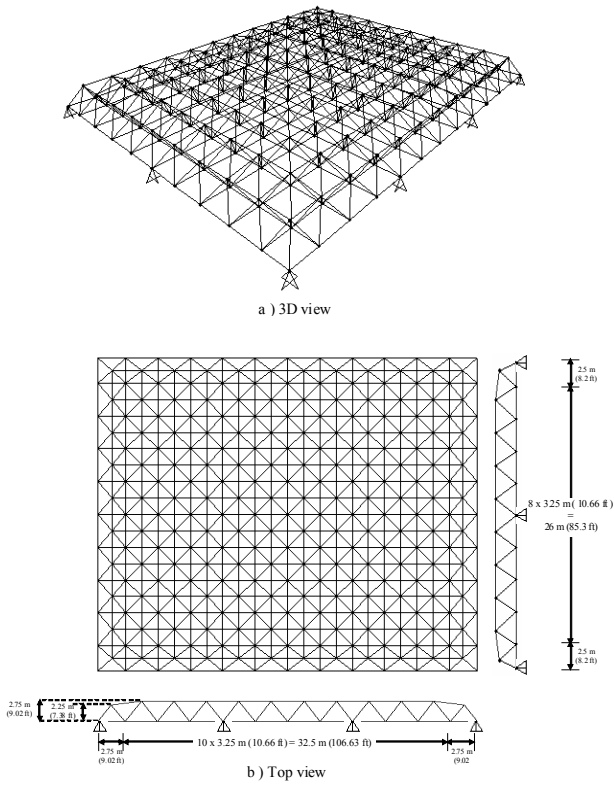 a ) 3D view
2.5 m
(8.2 ft)
8 x 3.25 m ( 10.66 ft )
=
26 m (85.3 ft)
2.5 m
(8.2 ft)
2.75 m
(9.02 ft)
2.25 m
(7.38 ft)
10 x 3.25 m (10.66 ft) = 32.5 m (106.63 ft)
2.75 m
(9.02 ft)
2.75 m
(9.02
b ) Top view